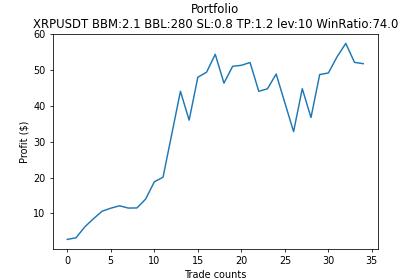 Portfolio
XRPUSDT BBM:2.1 BBL:280 SL:0.8 TP:1.2 lev:10 WinRatio:74.0
60
50
40
30
20
10
Profit ($)
0 5 10 15 20 25 30 35
Trade counts